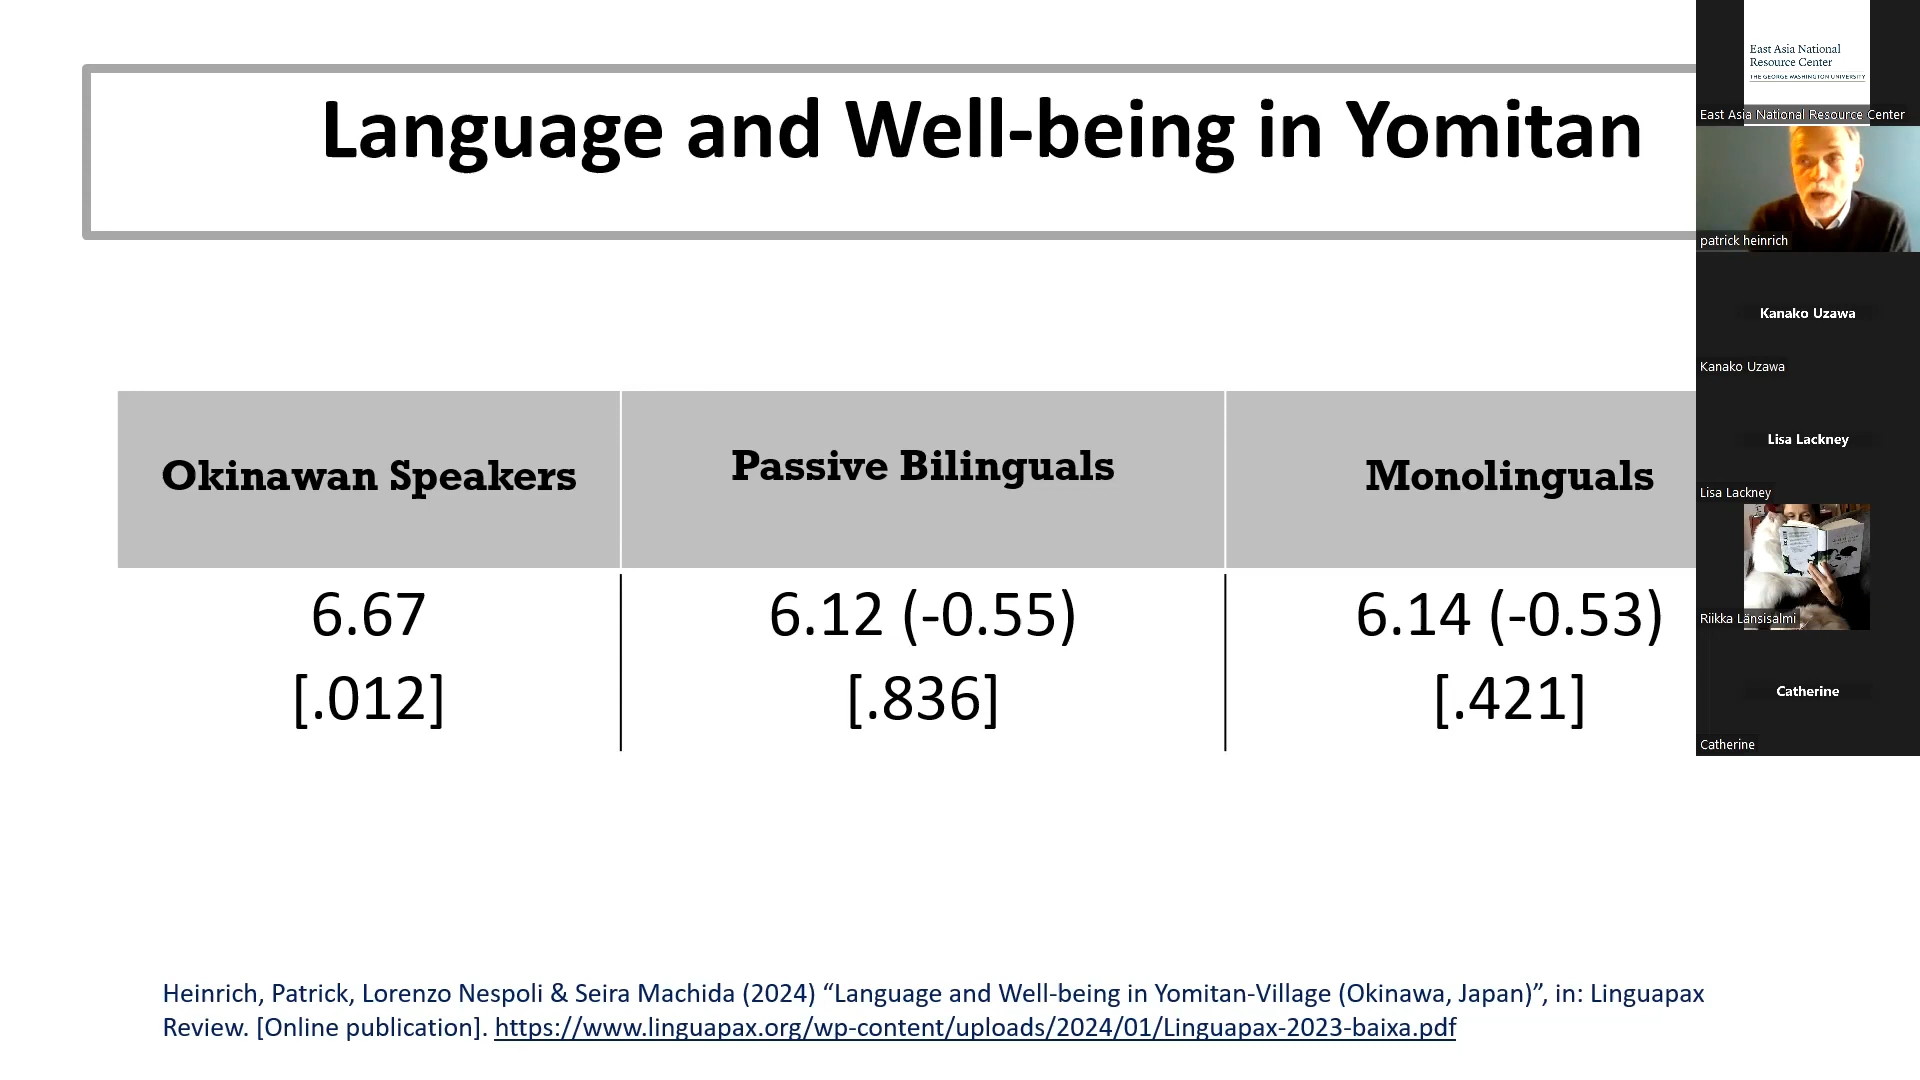 Language and Well-being in Yomitan
Okinawan Speakers
Passive Bilinguals
Monolinguals
6.67
6.12 (-0.55)
6.14 (-0.53)
[.012]
[.836]
[.421]
Heinrich, Patrick, Lorenzo Nespoli & Seira Machida (2024) “Language and Well-being in Yomitan-Village (Okinawa, Japan)”, in: Linguapax
Review. [Online publication]. https://www.linguapax.org/wp-content/uploads/2024/01/Linguapax-2023-baixa.pdf
East Asia National
Resource Center
THE GEORGE WASHINGTON UNIVERSITY
East Asia National Resource Center
patrick heinrich
Kanako Uzawa
Kanako Uzawa
Lisa Lackney
Lisa Lackney
Riikka Länsisalmi
Catherine
Catherine